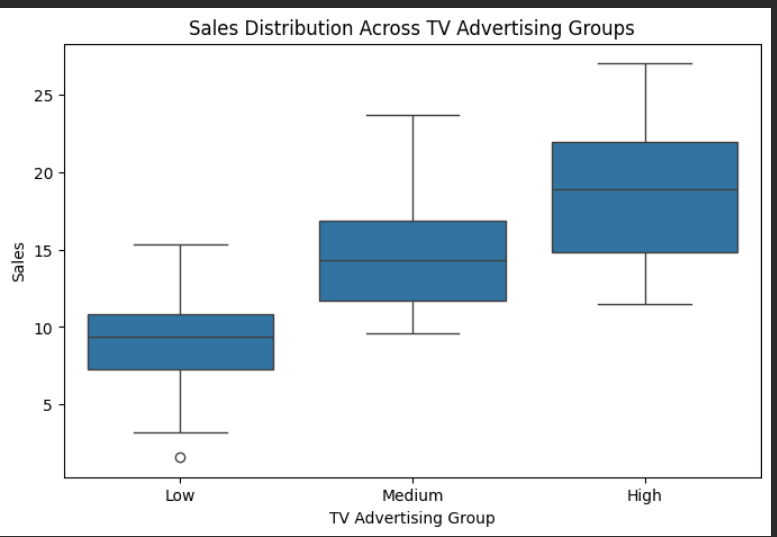 Sales Distribution Across TV Advertising Groups
25
20
15
10
5
Sales
Low Medium High
TV Advertising Group